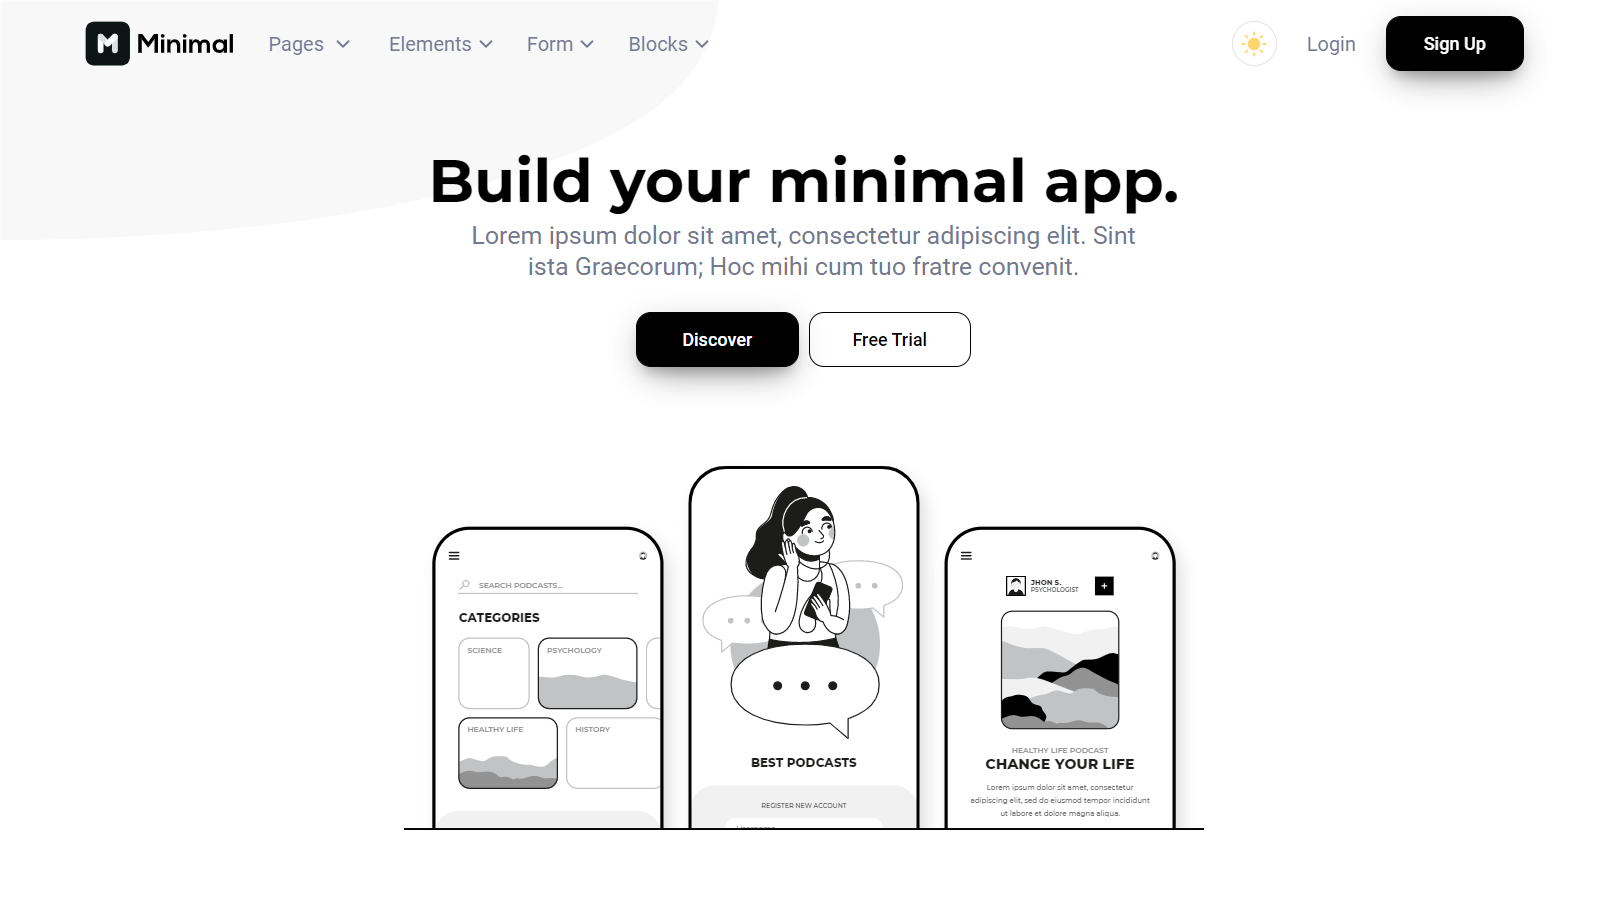 Minimal
Pages
Elements
Form
Blocks
Login
Sign Up
Build your minimal app.
Lorem ipsum dolor sit amet, consectetur adipiscing elit. Sint
ista Graecorum; Hoc mihi cum tuo fratre convenit.
Discover
Free Trial
SEARCH PODCASTS...
CATEGORIES
SCIENCE
PSYCHOLOGY
HEALTHY LIFE
HISTORY
BEST PODCASTS
REGISTER NEW ACCOUNT
JHON S.
PSYCHOLOGIST
HEALTHY LIFE PODCAST
CHANGE YOUR LIFE
Lorem ipsum dolor sit amet, consectetur
adipiscing elit, sed do eiusmod tempor incididunt
ut labore et dolore magna aliqua.